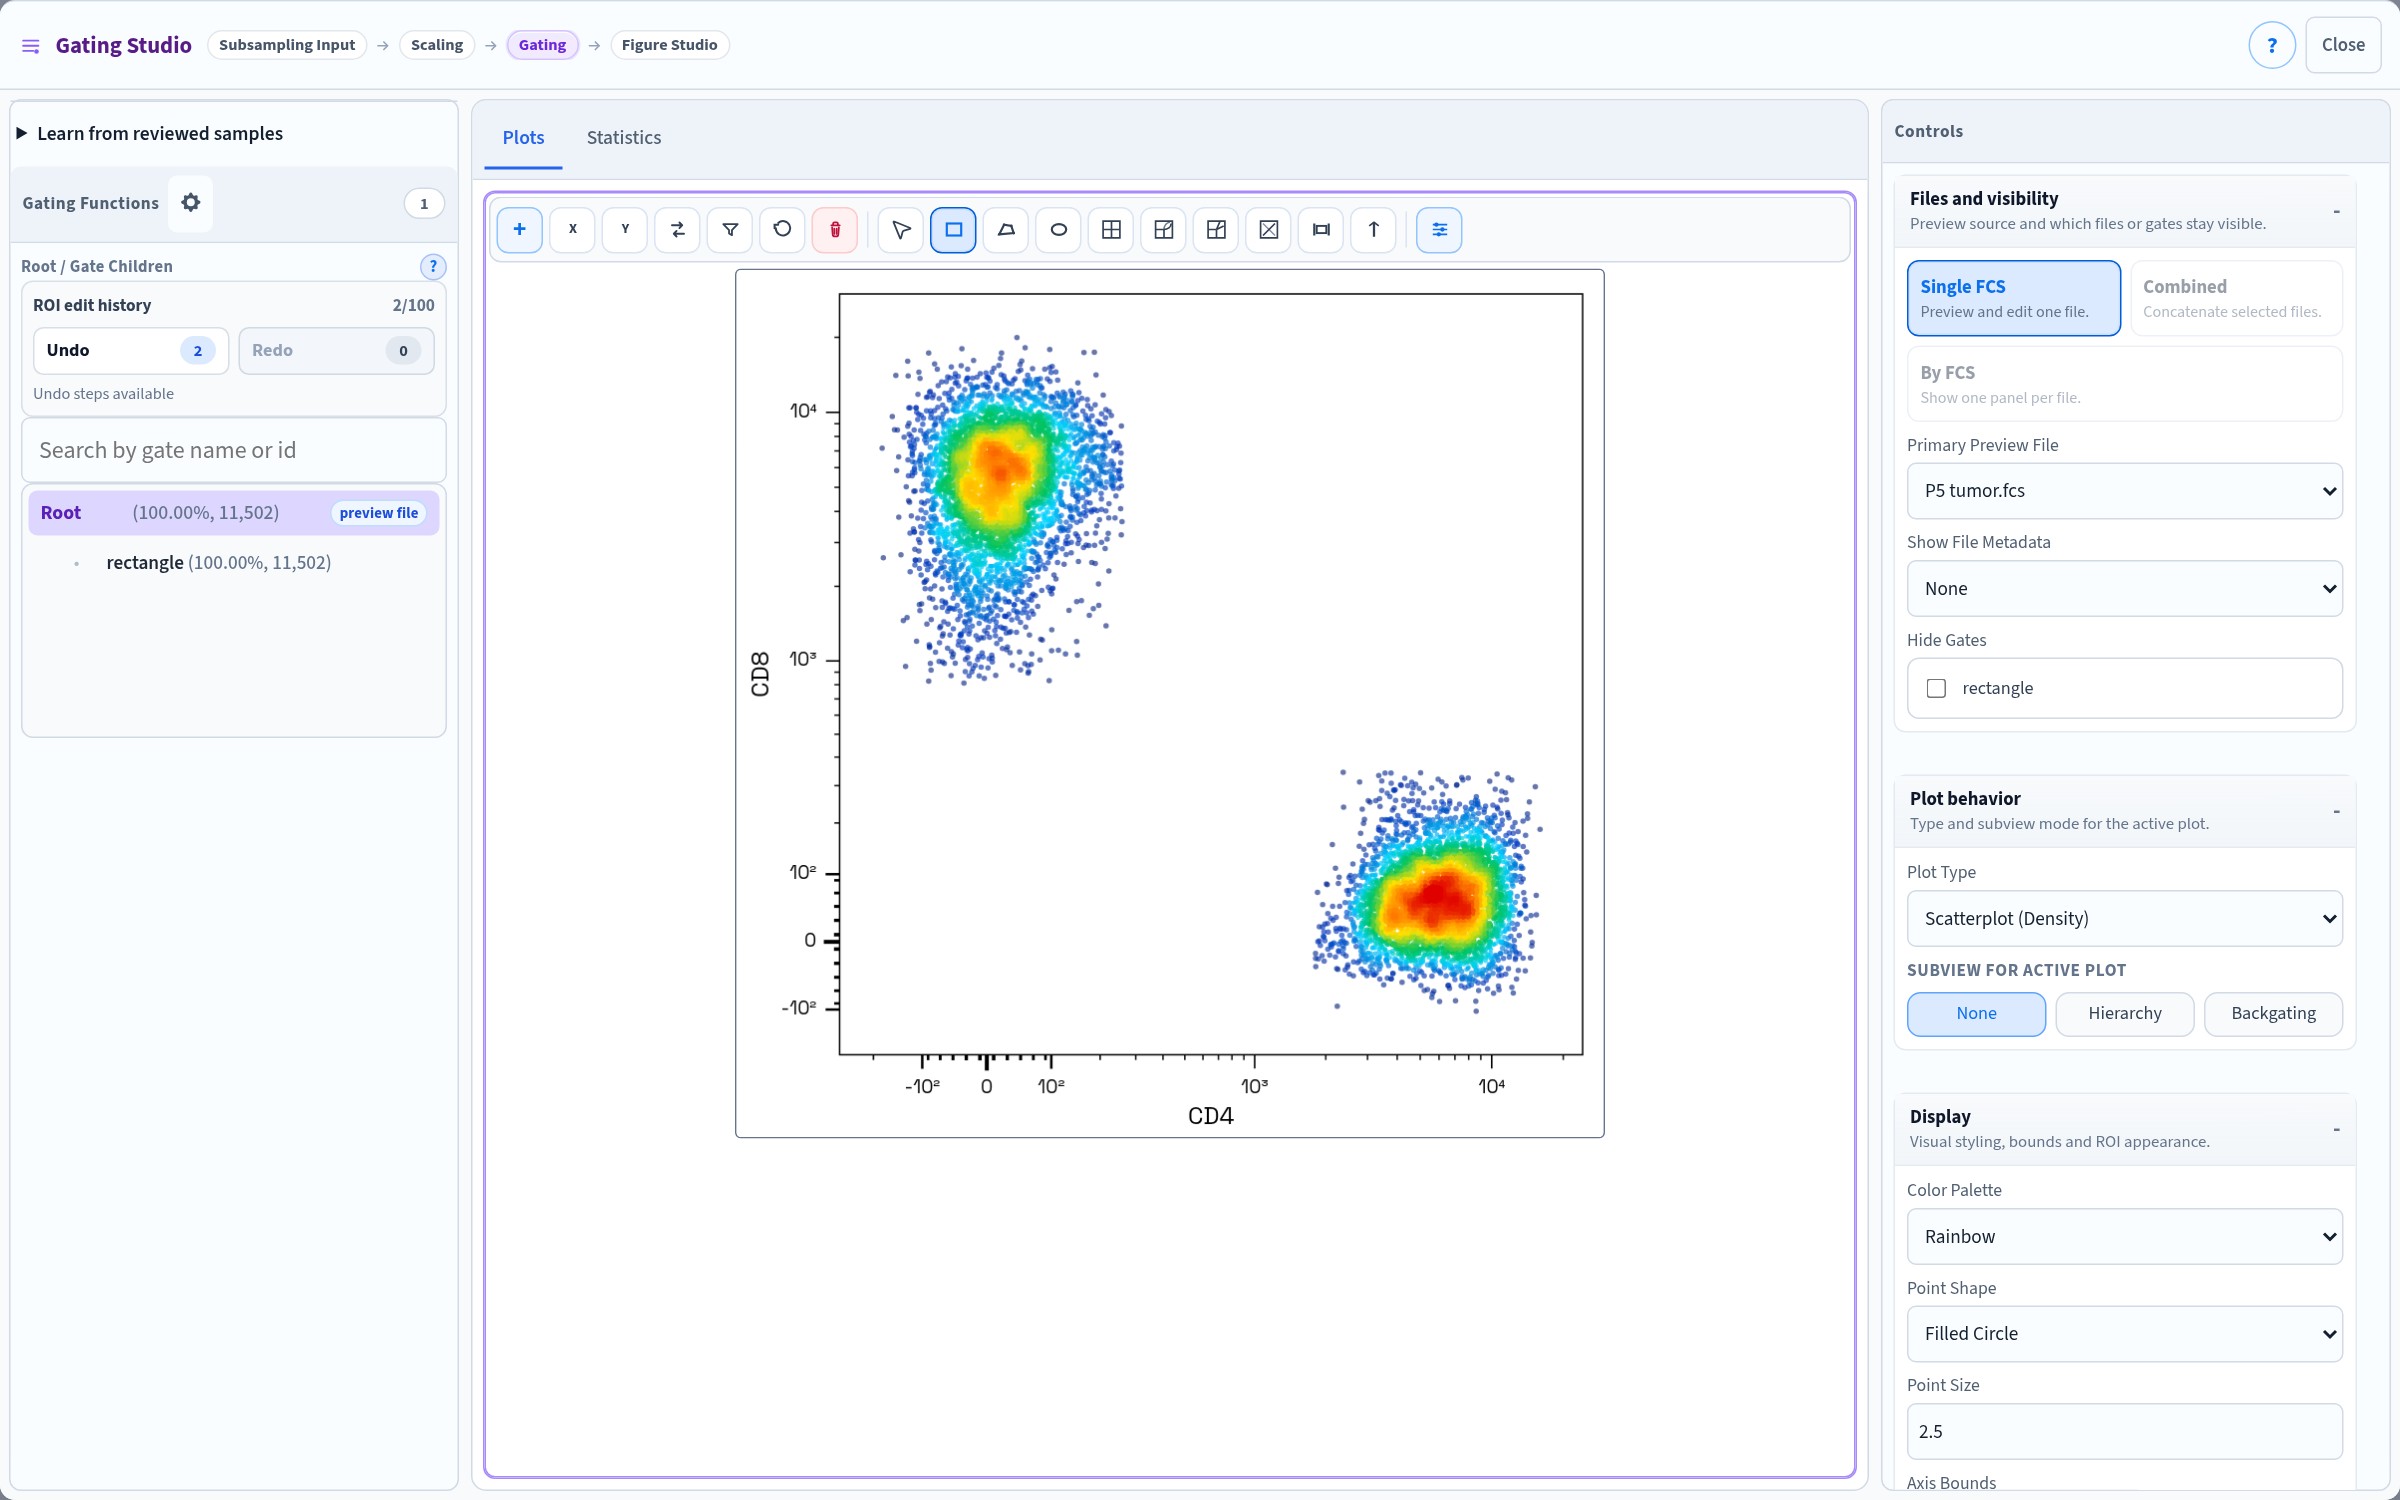 Gating Studio
Subsampling Input → Scaling → Gating → Figure Studio
?
Close
Learn from reviewed samples
Gating Functions
1
Root / Gate Children
?
ROI edit history
2/100
Undo 2
Redo 0
Undo steps available
Search by gate name or id
Root (100.00%, 11,502) preview file
rectangle (100.00%, 11,502)
Plots
Statistics
X
Y
CD8
10⁴
10³
10²
0
-10²
-10² 0 10² 10³ 10⁴
CD4
Controls
Files and visibility
Preview source and which files or gates stay visible.
-
Single FCS
Preview and edit one file.
Combined
Concatenate selected files.
By FCS
Show one panel per file.
Primary Preview File
P5 tumor.fcs
Show File Metadata
None
Hide Gates
rectangle
Plot behavior
Type and subview mode for the active plot.
-
Plot Type
Scatterplot (Density)
SUBVIEW FOR ACTIVE PLOT
None
Hierarchy
Backgating
Display
Visual styling, bounds and ROI appearance.
-
Color Palette
Rainbow
Point Shape
Filled Circle
Point Size
2.5
Axis Bounds